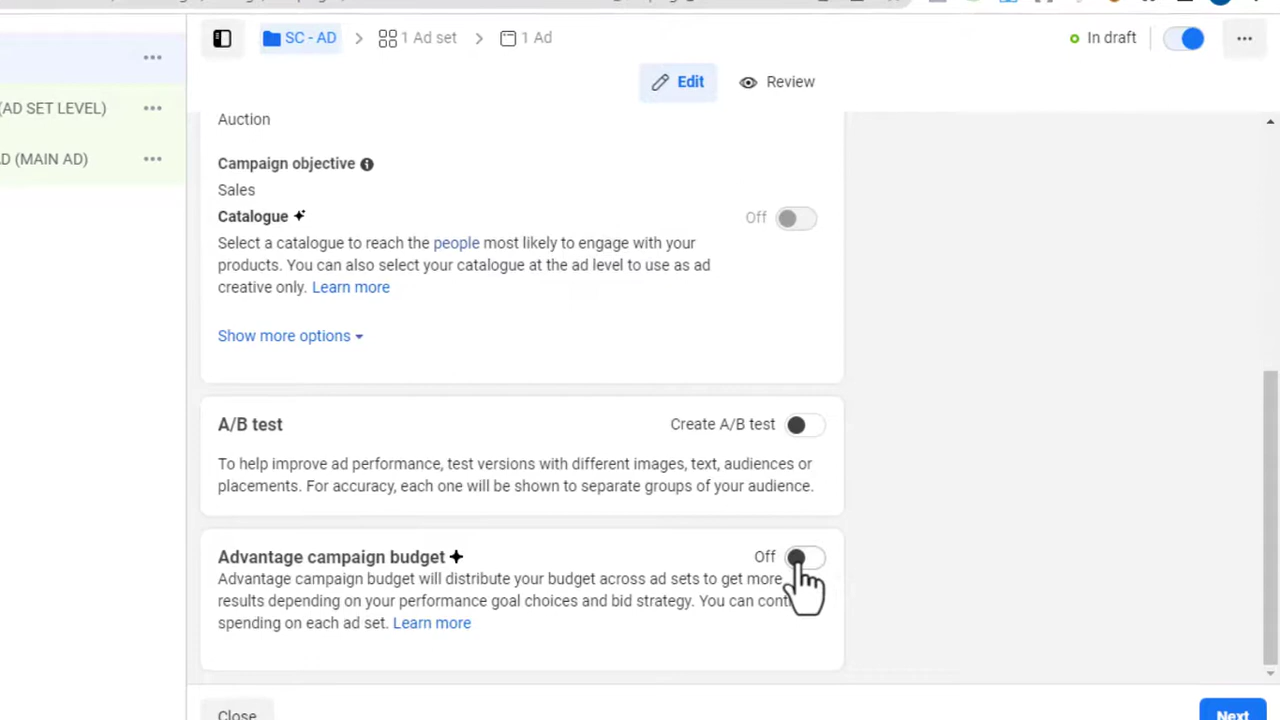 SC - AD
1 Ad set
1 Ad
In draft
Edit
Review
(AD SET LEVEL)
D (MAIN AD)
Auction
Campaign objective
Sales
Catalogue
Off
Select a catalogue to reach the people most likely to engage with your
products. You can also select your catalogue at the ad level to use as ad
creative only. Learn more
Show more options
A/B test
Create A/B test
To help improve ad performance, test versions with different images, text, audiences or
placements. For accuracy, each one will be shown to separate groups of your audience.
Advantage campaign budget
Off
Advantage campaign budget will distribute your budget across ad sets to get more
results depending on your performance goal choices and bid strategy. You can cont
spending on each ad set. Learn more
Close
Next